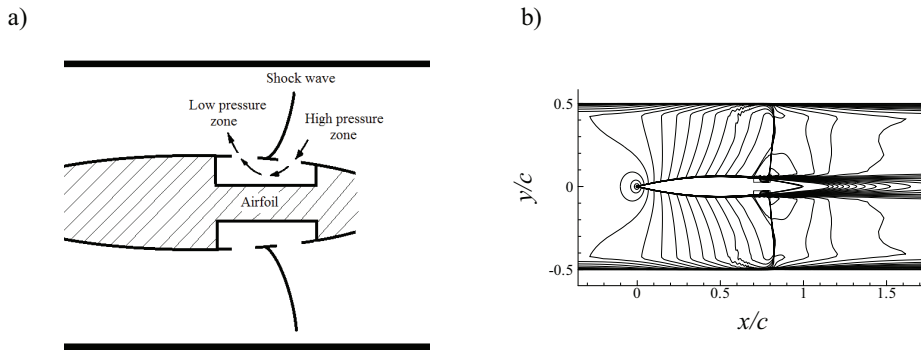 a)
Shock wave
Low pressure
zone
High pressure
zone
Airfoil
b)
y/c
0.5
0
-0.5
0
0.5
1
1.5
x/c